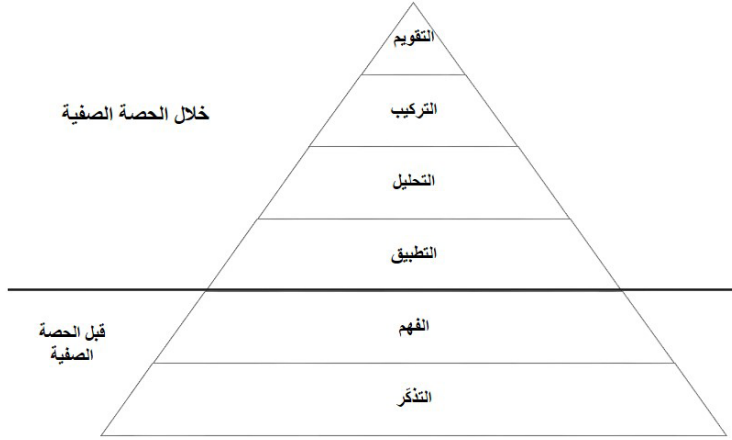 التقويم
التركيب
خلال الحصة الصفية
التحليل
التطبيق
الفهم
قبل الحصة
الصفية
التذكّر